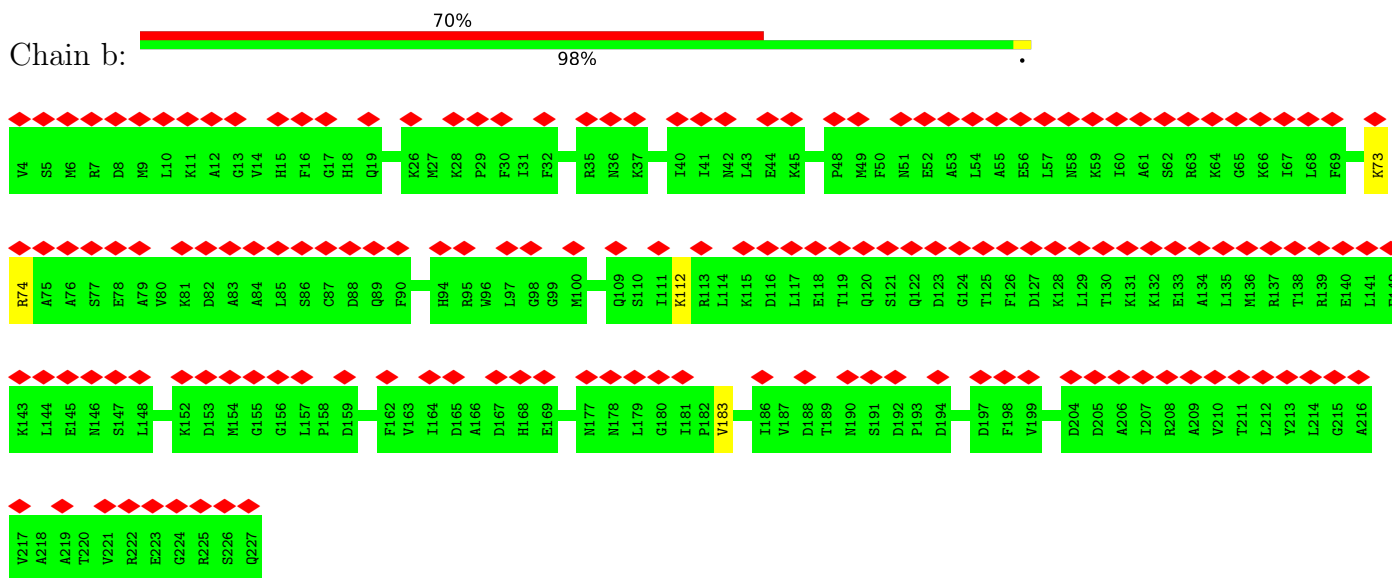 70%
Chain b:
98%
.
V4 S5 M6 R7 D8 M9 L10 K11 A12 G13 V14 H15 F16 G17 H18 Q19 K26 M27 K28 P29 F30 I31 F32 R35 N36 K37 I40 I41 N42 L43 E44 K45 P48 M49 F50 N51 E52 A53 L54 A55 E56 L57 N58 K59 I60 A61 S62 R63 K64 G65 K66 I67 L68 F69 K73
R74 A75 A76 S77 E78 A79 V80 K81 D82 A83 A84 L85 S86 C87 D88 Q89 F90 H94 R95 W96 L97 G98 G99 M100 Q109 S110 I111 K112 R113 L114 K115 D116 L117 E118 T119 Q120 S121 Q122 D123 G124 T125 F126 D127 K128 L129 T130 K131 K132 E133 A134 L135 M136 R137 T138 R139 E140 L141
K143 L144 E145 N146 S147 L148 K152 D153 M154 G155 G156 L157 P158 D159 F162 V163 I164 D165 A166 D167 H168 E169 N177 N178 L179 G180 I181 P182 V183 I186 V187 D188 T189 N190 S191 D192 P193 D194 D197 F198 V199 D204 D205 A206 I207 R208 A209 V210 T211 L212 Y213 L214 G215 A216
V217 A218 A219 T220 V221 R222 E223 G224 R225 S226 Q227